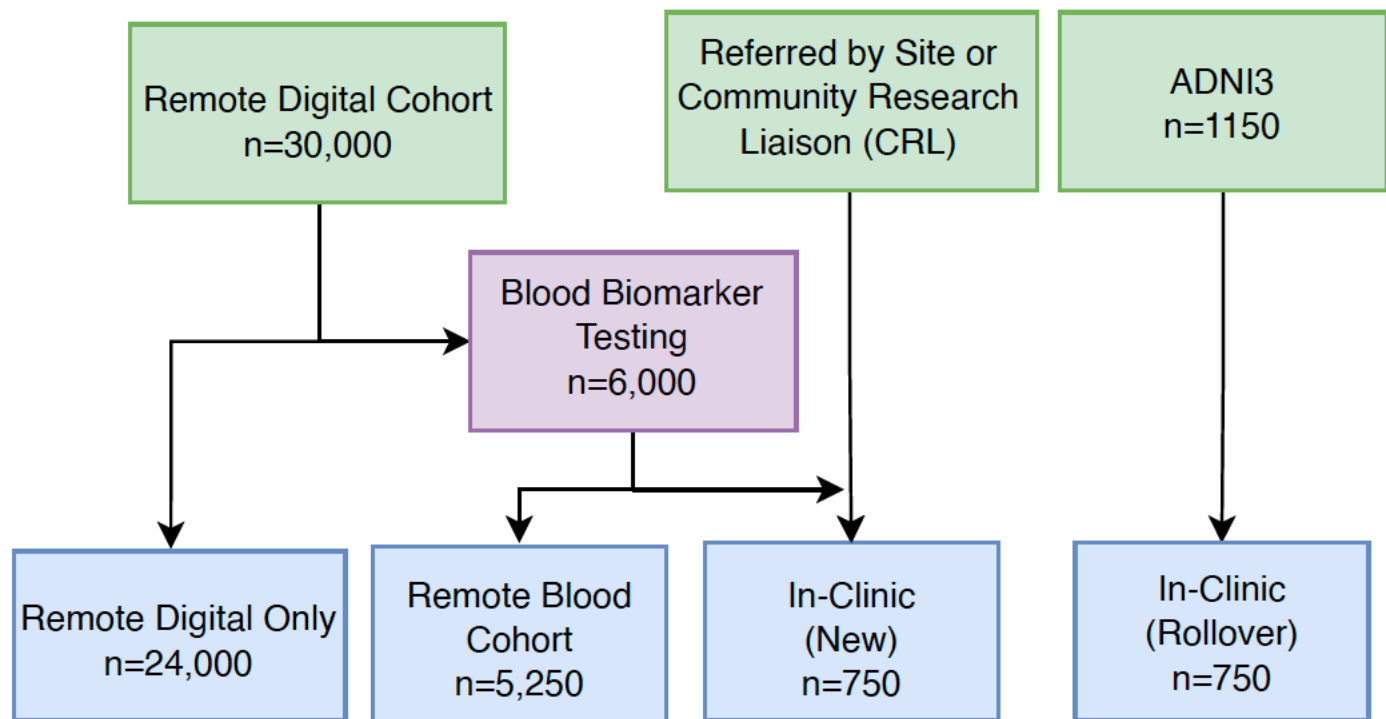 Remote Digital Cohort
n=30,000
Referred by Site or
Community Research
Liaison (CRL)
ADNI3
n=1150
Blood Biomarker
Testing
n=6,000
Remote Digital Only
n=24,000
Remote Blood
Cohort
n=5,250
In-Clinic
(New)
n=750
In-Clinic
(Rollover)
n=750